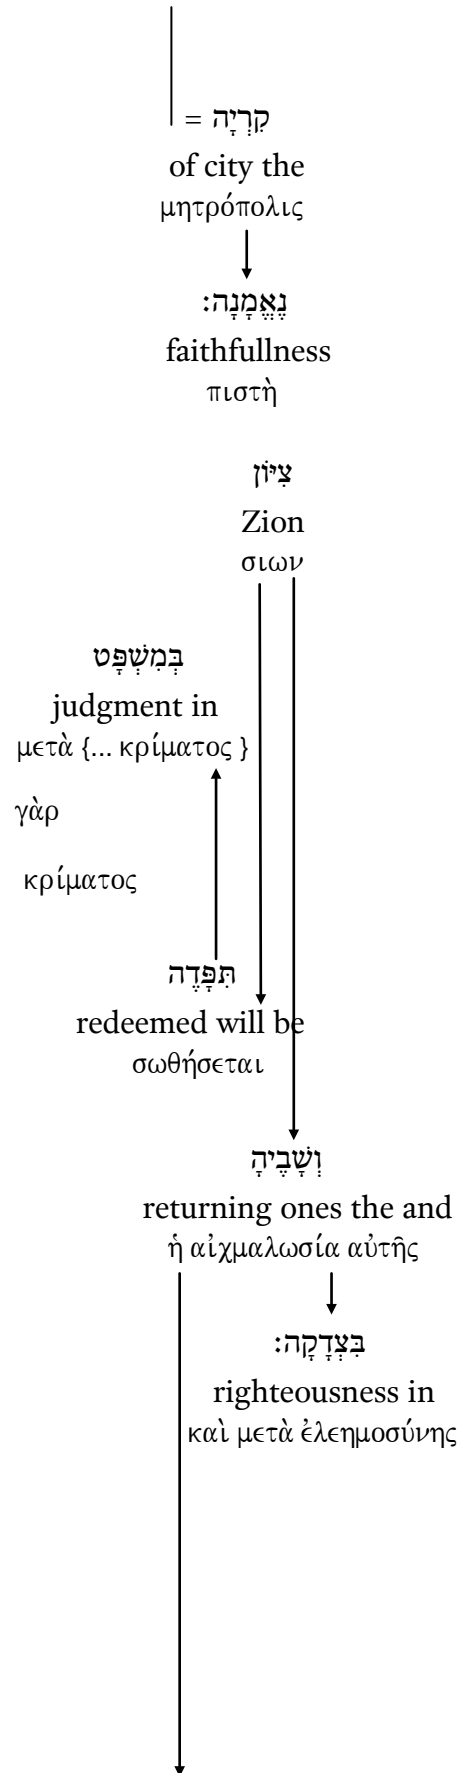 = קִרְיָה
of city the
μητρόπολις
נֶאֱמָנָה׃
faithfullness
πιστὴ
צִיּוֹן
Zion
σιων
בְּמִשְׁפָּט
judgment in
μετὰ {... κρίματος }
γὰρ
κρίματος
תִּפָּדֶה
redeemed will be
σωθήσεται
וְשָׁבֶיהָ
returning ones the and
ἡ αἰχμαλωσία αὐτῆς
בִּצְדָקָה׃
righteousness in
καὶ μετὰ ἐλεημοσύνης